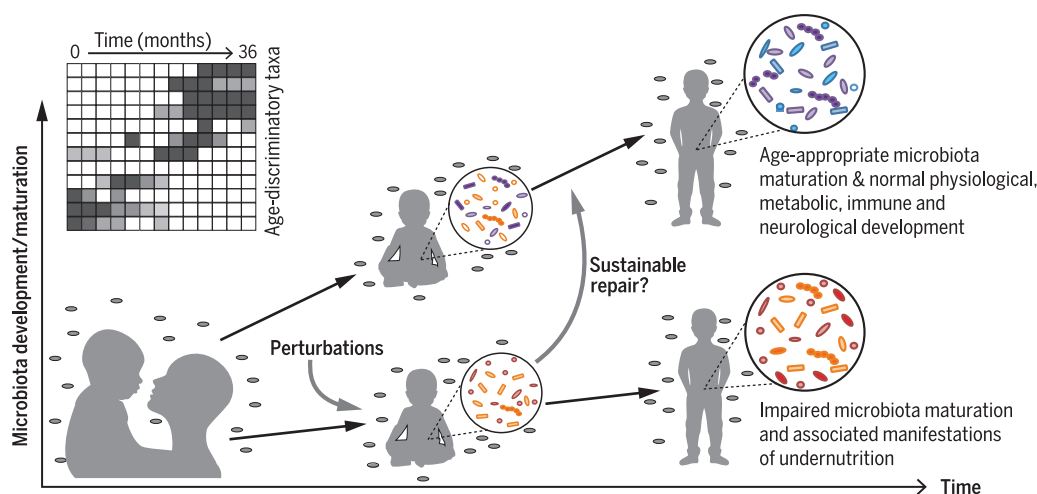 Time (months)
0
36
Age-discriminatory taxa
Microbiota development/maturation
Age-appropriate microbiota
maturation & normal physiological,
metabolic, immune and
neurological development
Sustainable
repair?
Perturbations
Impaired microbiota maturation
and associated manifestations
of undernutrition
Time